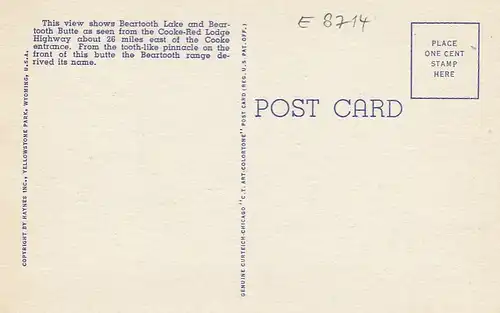 This view shows Beartooth Lake and Bear-
tooth Butte as seen from the Cooke-Red Lodge
Highway about 26 miles east of the Cooke
entrance. From the tooth-like pinnacle on the
front of this butte the Beartooth range de-
rived its name.
COPYRIGHT BY HAYNES INC., YELLOWSTONE PARK, WYOMING, U.S.A.
GENUINE CURTEICH-CHICAGO "C.T. ART-COLORTONE" POST CARD (REG. U.S. PAT. OFF.)
E 8714
POST CARD
PLACE
ONE CENT
STAMP
HERE